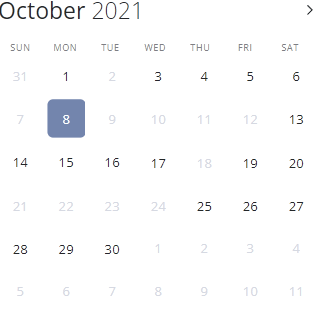 October 2021
SUN MON TUE WED THU FRI SAT
31 1 2 3 4 5 6
7 8 9 10 11 12 13
14 15 16 17 18 19 20
21 22 23 24 25 26 27
28 29 30 1 2 3 4
5 6 7 8 9 10 11